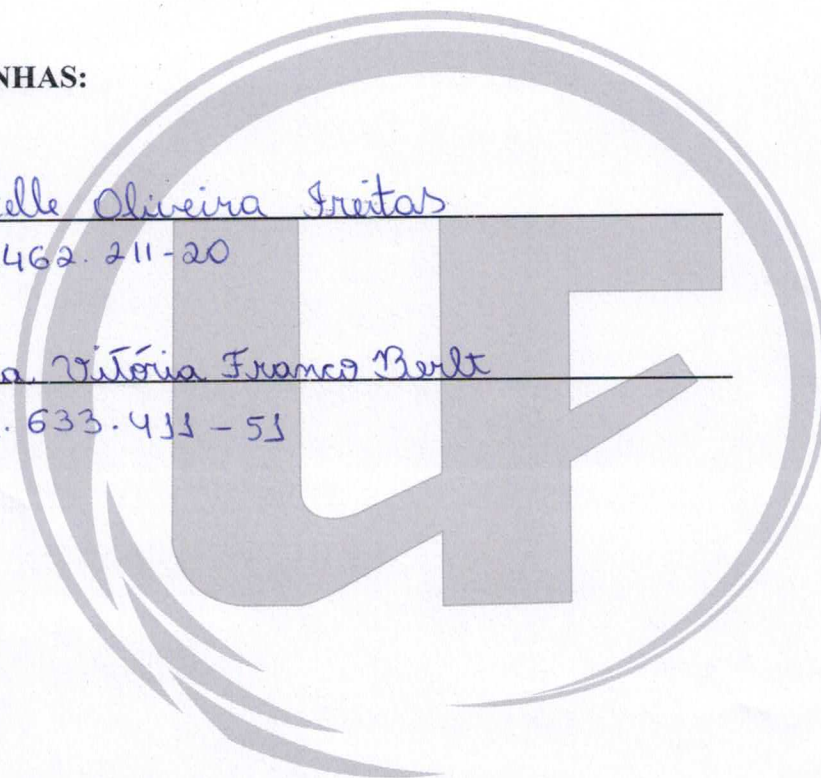 NHAS:
elle Oliveira Freitas
462.211-20
a Vitória Franco Berlt
.633.411-51
UF